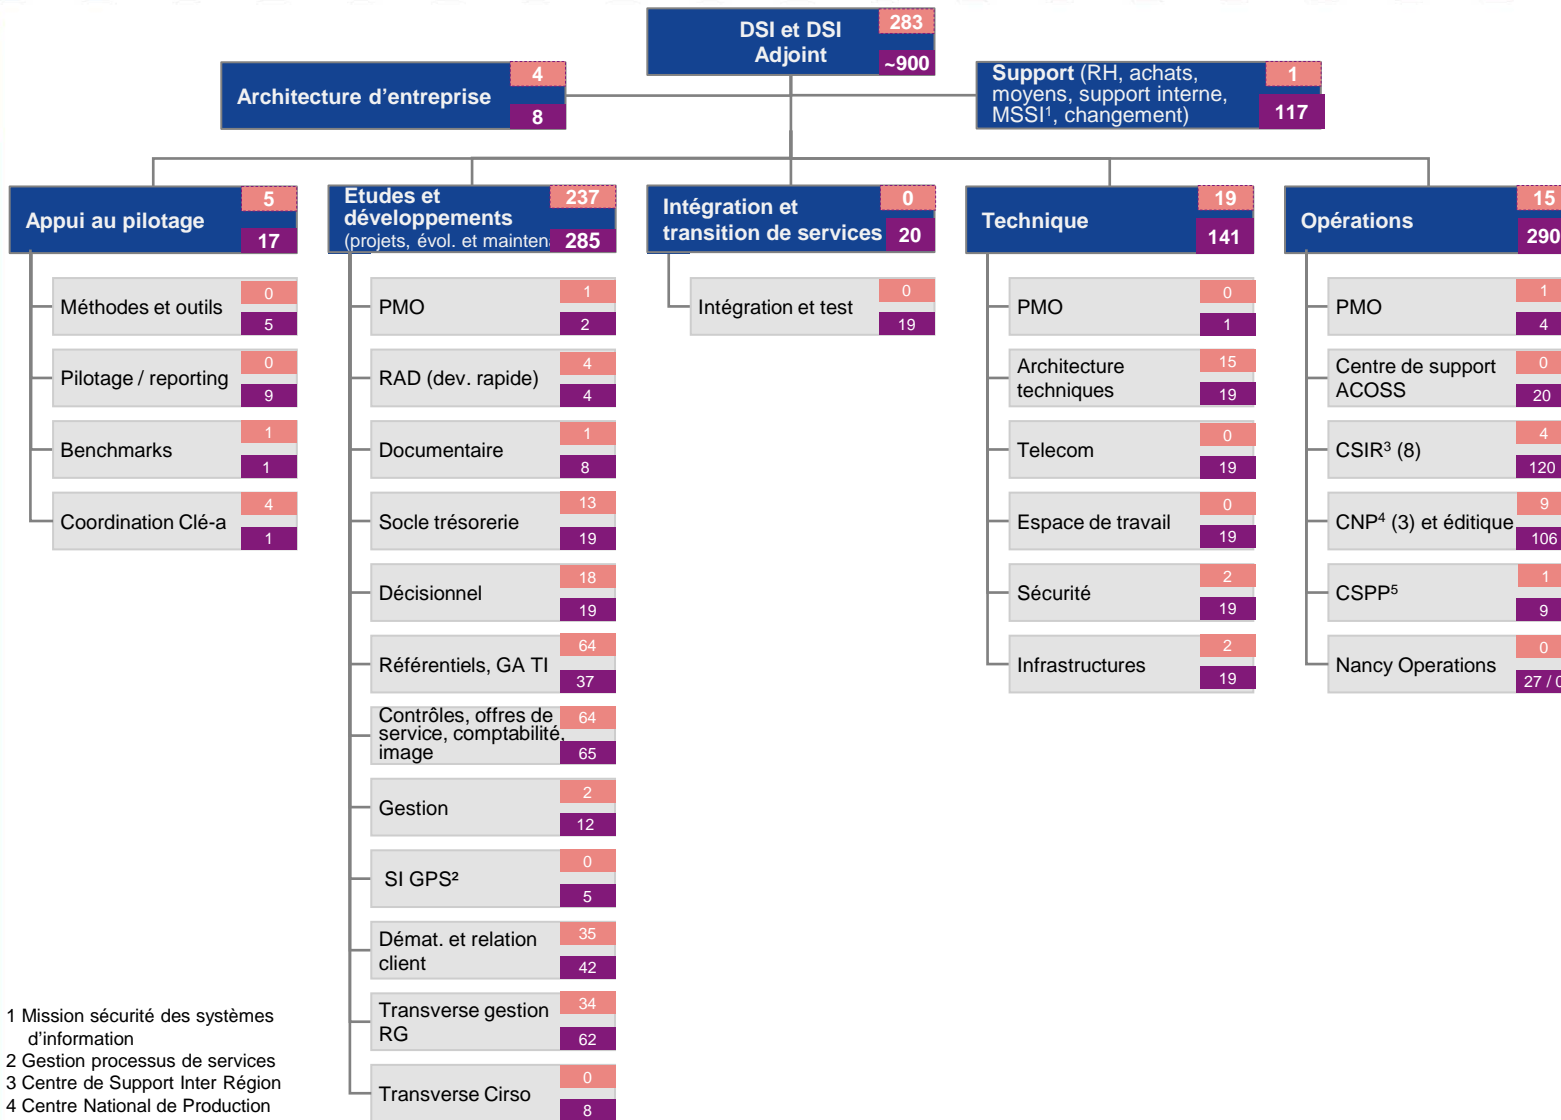 DSI et DSI
Adjoint
283
~900
Architecture d'entreprise
4
8
Support (RH, achats,
moyens, support interne,
MSSI¹, changement)
1
117
Appui au pilotage
5
17
Méthodes et outils
0
5
Pilotage / reporting
0
9
Benchmarks
1
1
Coordination Clé-a
4
1
Etudes et
développements
(projets, évol. et mainten
237
285
PMO
1
2
RAD (dev. rapide)
4
4
Documentaire
1
8
Socle trésorerie
13
19
Décisionnel
18
19
Référentiels, GA TI
64
37
Contrôles, offres de
service, comptabilité,
image
64
65
Gestion
2
12
SI GPS²
0
5
Démat. et relation
client
35
42
Transverse gestion
RG
34
62
Transverse Cirso
0
8
Intégration et
transition de services
0
20
Intégration et test
0
19
Technique
19
141
PMO
0
1
Architecture
techniques
15
19
Telecom
0
19
Espace de travail
0
19
Sécurité
2
19
Infrastructures
2
19
Opérations
15
290
PMO
1
4
Centre de support
ACOSS
0
20
CSIR³ (8)
4
120
CNP⁴ (3) et éditique
9
106
CSPP⁵
1
9
Nancy Operations
0
27 / 0
1 Mission sécurité des systèmes
d'information
2 Gestion processus de services
3 Centre de Support Inter Région
4 Centre National de Production